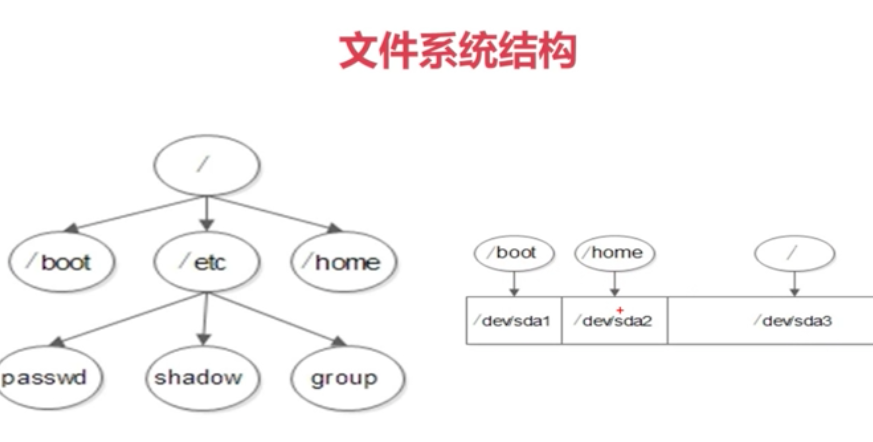 文件系统结构
/
/boot
/etc
/home
passwd
shadow
group
/boot
/home
/
/dev/sda1
/dev/sda2
/dev/sda3